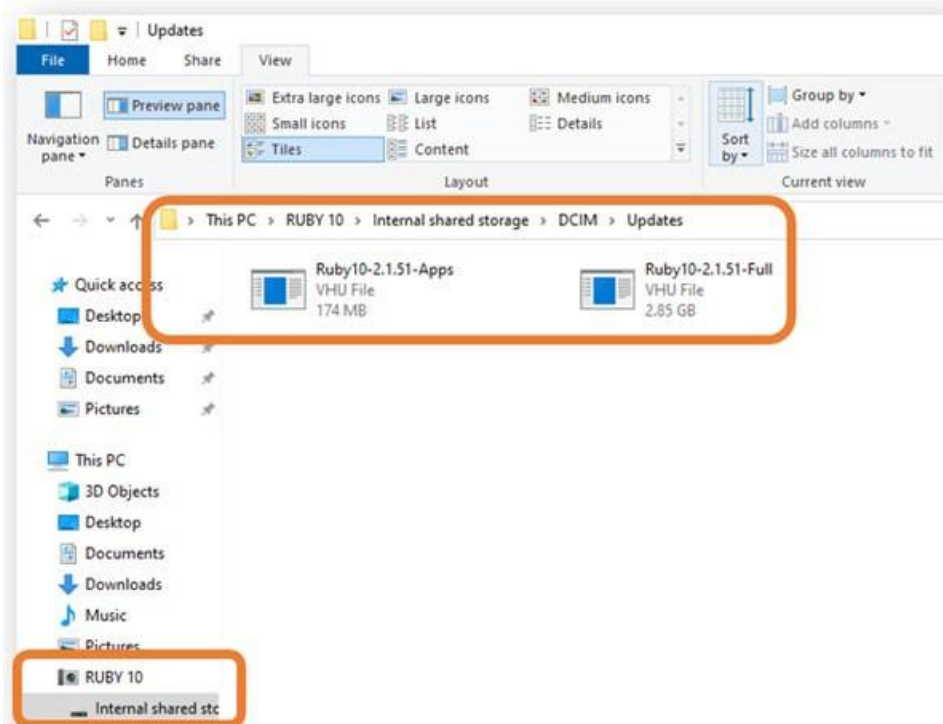 Updates
File Home Share View
Preview pane
Navigation pane
Details pane
Extra large icons Large icons Medium icons
Small icons List Details
Tiles Content
Sort by
Group by
Add columns
Size all columns to fit
Panes Layout Current view
This PC > RUBY 10 > Internal shared storage > DCIM > Updates
Ruby10-2.1.51-Apps
VHU File
174 MB
Ruby10-2.1.51-Full
VHU File
2.85 GB
Quick access
Desktop
Downloads
Documents
Pictures
This PC
3D Objects
Desktop
Documents
Downloads
Music
Pictures
RUBY 10
Internal shared stc